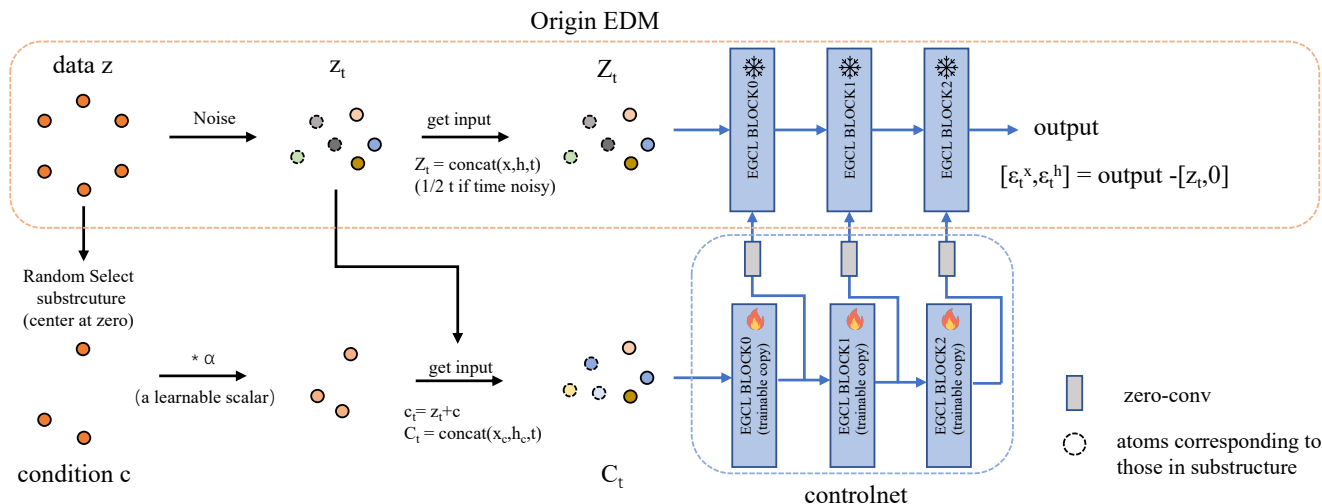 Origin EDM
data z
z_t
Z_t
Noise
get input
Z_t = concat(x,h,t)
(1/2 t if time noisy)
EGCL BLOCK0
EGCL BLOCK1
EGCL BLOCK2
output
[ε_t^x,ε_t^h] = output -[z_t,0]
Random Select
substrcuture
(center at zero)
* α
(a learnable scalar)
get input
c_t= z_t+c
C_t = concat(x_c,h_c,t)
condition c
C_t
EGCL BLOCK0
(trainable copy)
EGCL BLOCK1
(trainable copy)
EGCL BLOCK2
(trainable copy)
controlnet
zero-conv
atoms corresponding to
those in substructure